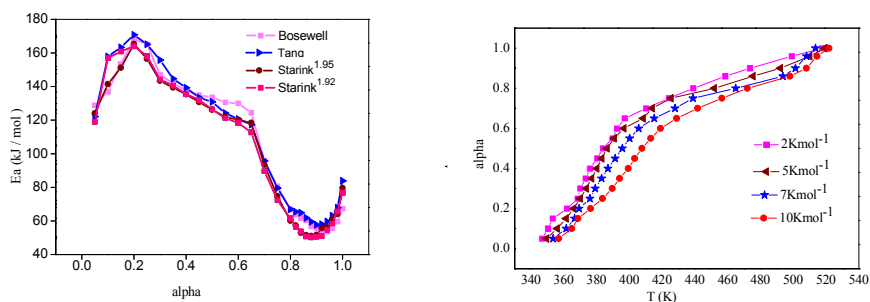 160
140
120
100
80
60
40
Ea (kJ / mol)
0.0 0.2 0.4 0.6 0.8 1.0
alpha
Bosewell
Tang
Starink1.95
Starink1.92
1.0
0.8
0.6
0.4
0.2
0.0
alpha
340 360 380 400 420 440 460 480 500 520 540
T (K)
2Kmol-1
5Kmol-1
7Kmol-1
10Kmol-1